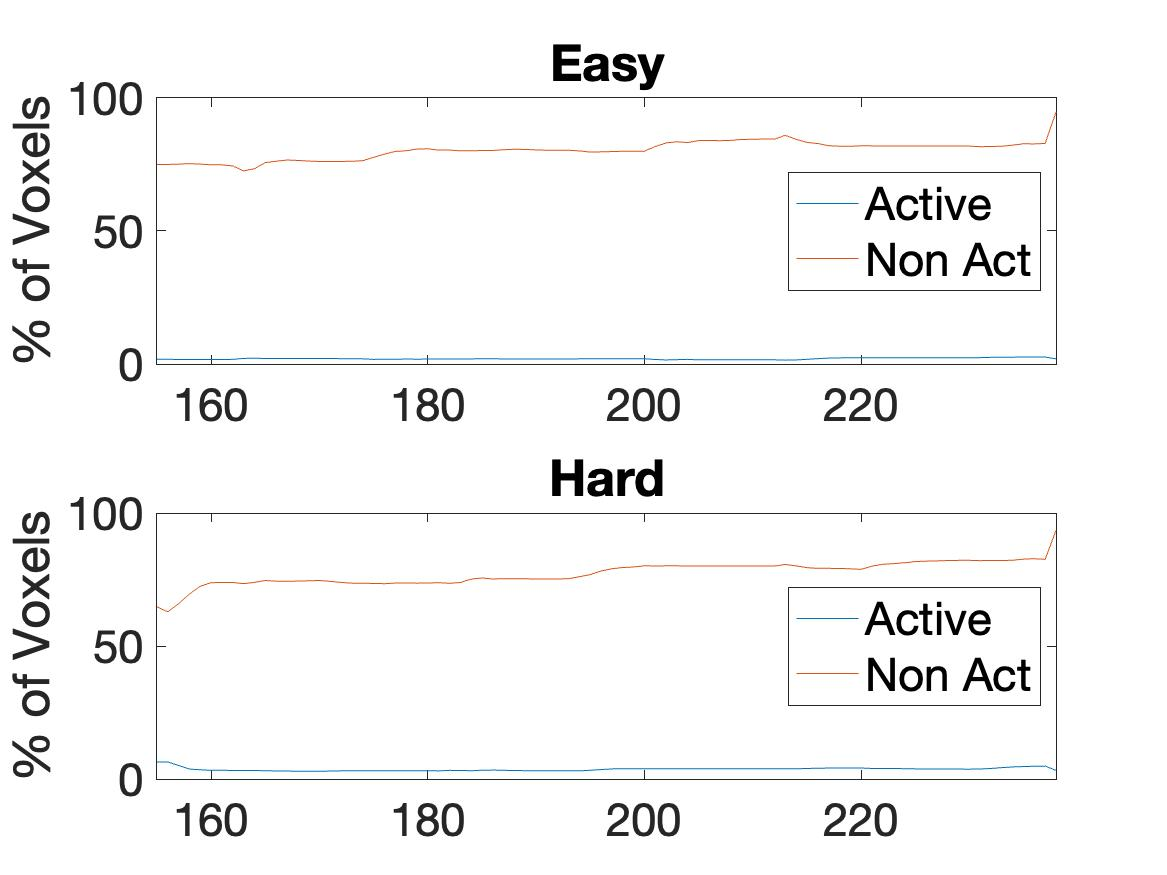 Easy
% of Voxels
100
50
0
Active
Non Act
160 180 200 220
Hard
% of Voxels
100
50
0
Active
Non Act
160 180 200 220